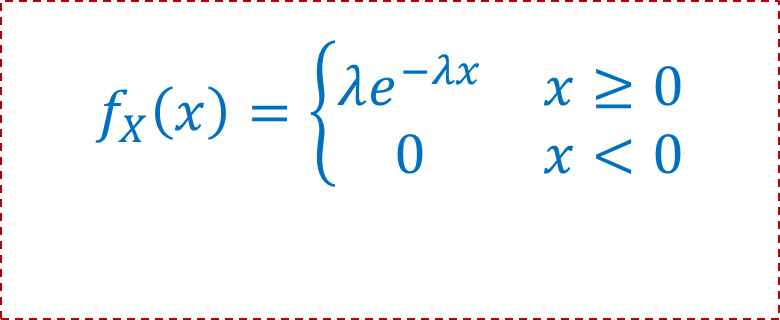 f_X(x) = { λe^{−λx}  x ≥ 0
0  x < 0